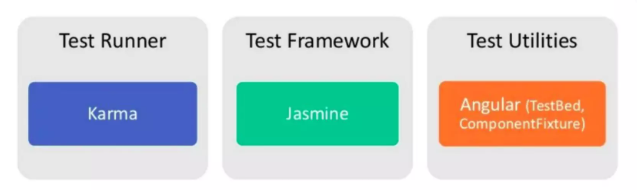 Test Runner
Karma
Test Framework
Jasmine
Test Utilities
Angular (TestBed,
ComponentFixture)